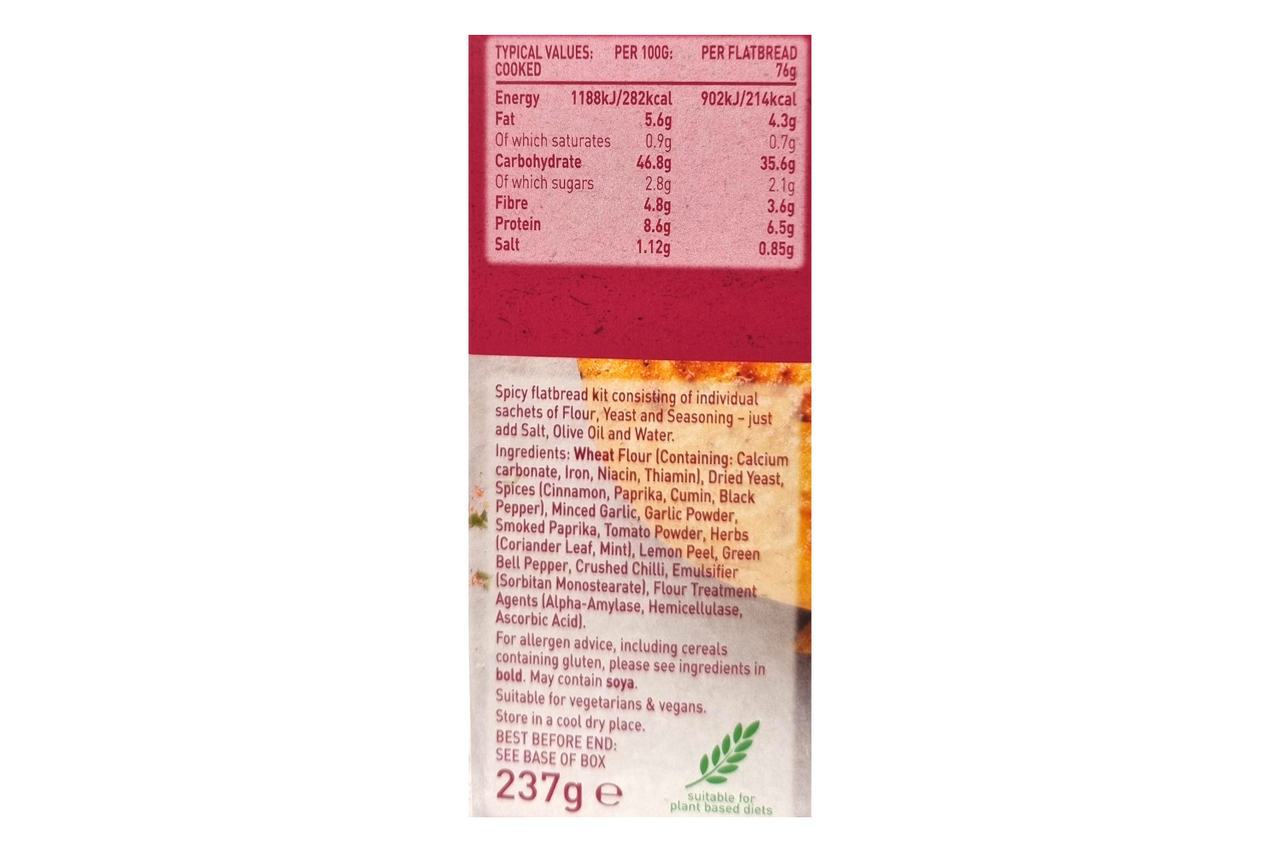 TYPICAL VALUES: PER 100G: PER FLATBREAD
COOKED 76g
Energy 1188kJ/282kcal 902kJ/214kcal
Fat 5.6g 4.3g
Of which saturates 0.9g 0.7g
Carbohydrate 46.8g 35.6g
Of which sugars 2.8g 2.1g
Fibre 4.8g 3.6g
Protein 8.6g 6.5g
Salt 1.12g 0.85g
Spicy flatbread kit consisting of individual
sachets of Flour, Yeast and Seasoning – just
add Salt, Olive Oil and Water.
Ingredients: Wheat Flour (Containing: Calcium
carbonate, Iron, Niacin, Thiamin), Dried Yeast,
Spices (Cinnamon, Paprika, Cumin, Black
Pepper), Minced Garlic, Garlic Powder,
Smoked Paprika, Tomato Powder, Herbs
(Coriander Leaf, Mint), Lemon Peel, Green
Bell Pepper, Crushed Chilli, Emulsifier
(Sorbitan Monostearate), Flour Treatment
Agents (Alpha-Amylase, Hemicellulase,
Ascorbic Acid).
For allergen advice, including cereals
containing gluten, please see ingredients in
bold. May contain soya.
Suitable for vegetarians & vegans.
Store in a cool dry place.
BEST BEFORE END:
SEE BASE OF BOX
237g ℮
suitable for
plant based diets